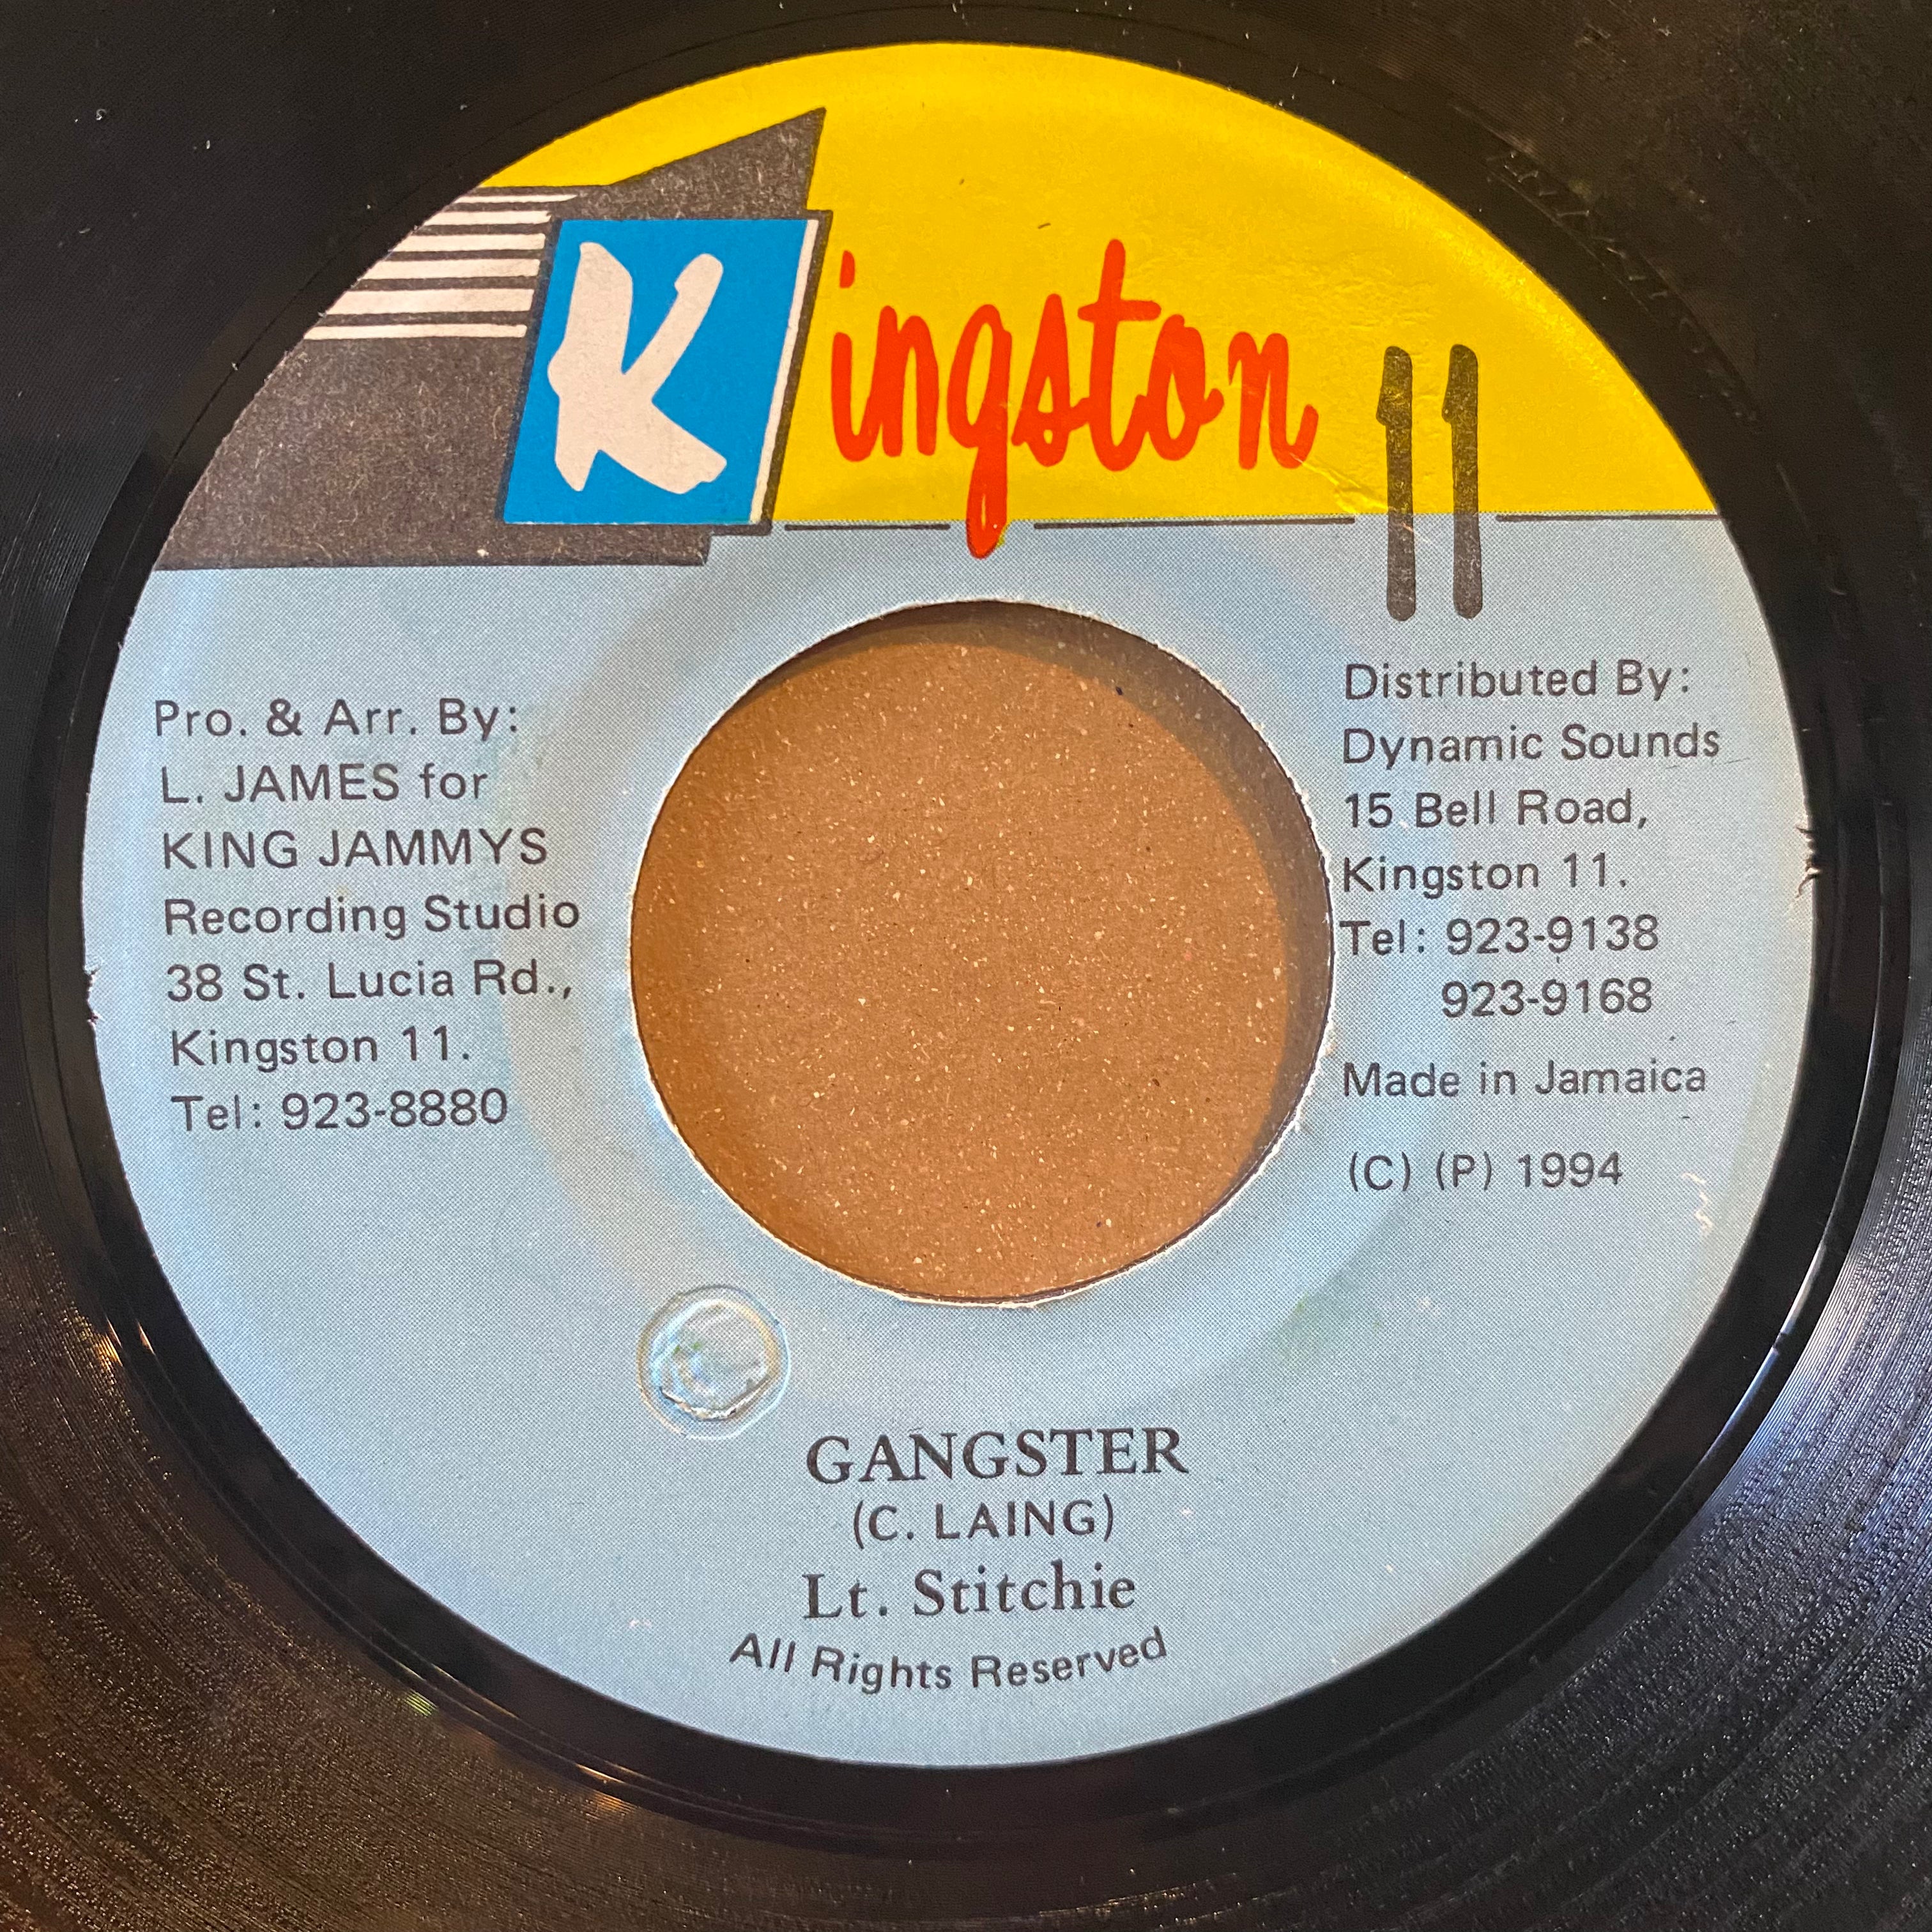 Kingston 11
Pro. & Arr. By:
L. JAMES for
KING JAMMYS
Recording Studio
38 St. Lucia Rd.,
Kingston 11.
Tel: 923-8880
Distributed By:
Dynamic Sounds
15 Bell Road,
Kingston 11.
Tel: 923-9138
923-9168
Made in Jamaica
(C) (P) 1994
GANGSTER
(C. LAING)
Lt. Stitchie
All Rights Reserved